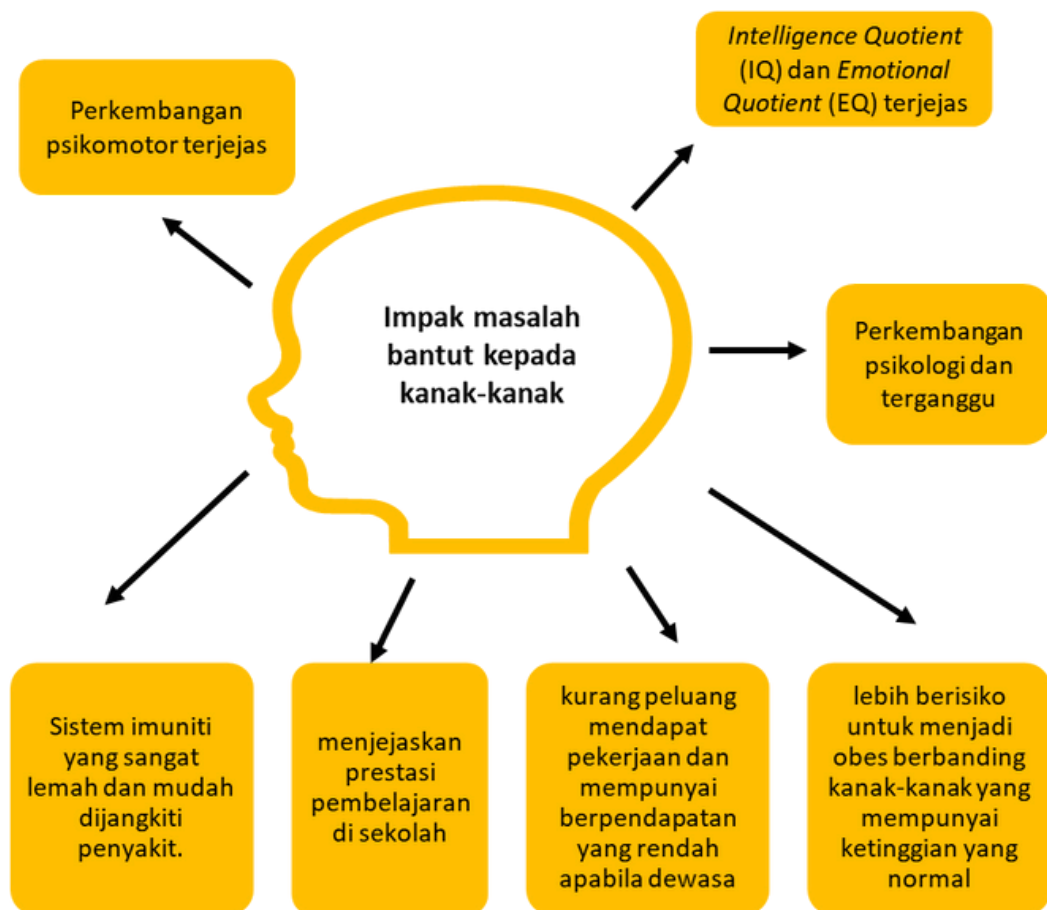 Intelligence Quotient
(IQ) dan Emotional
Quotient (EQ) terjejas
Perkembangan
psikomotor terjejas
Impak masalah
bantut kepada
kanak-kanak
Perkembangan
psikologi dan
terganggu
Sistem imuniti
yang sangat
lemah dan mudah
dijangkiti
penyakit.
menjejaskan
prestasi
pembelajaran
di sekolah
kurang peluang
mendapat
pekerjaan dan
mempunyai
berpendapatan
yang rendah
apabila dewasa
lebih berisiko
untuk menjadi
obes berbanding
kanak-kanak yang
mempunyai
ketinggian yang
normal